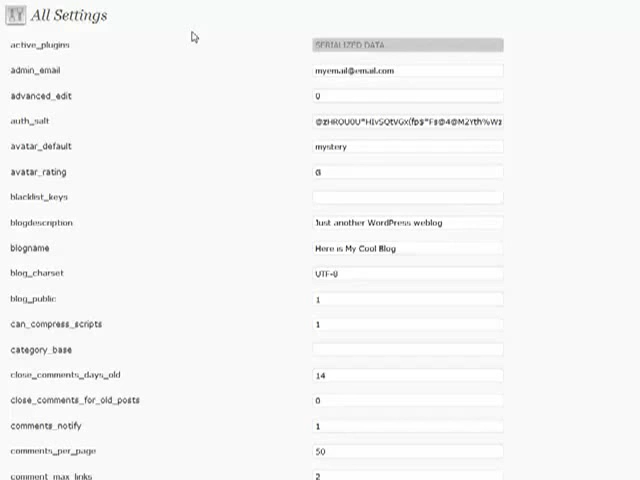 All Settings
active_plugins SERIALIZED DATA
admin_email myemail@email.com
advanced_edit 0
auth_salt
avatar_default mystery
avatar_rating G
blacklist_keys
blogdescription Just another WordPress weblog
blogname Here is My Cool Blog
blog_charset UTF-8
blog_public 1
can_compress_scripts 1
category_base
close_comments_days_old 14
close_comments_for_old_posts 0
comments_notify 1
comments_per_page 50
comment_max_links 2